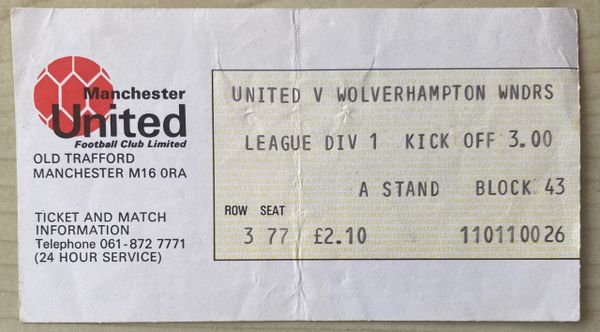 Manchester
United
Football Club Limited
OLD TRAFFORD
MANCHESTER M16 0RA
TICKET AND MATCH
INFORMATION
Telephone 061-872 7771
(24 HOUR SERVICE)
UNITED V WOLVERHAMPTON WNDRS
LEAGUE DIV 1 KICK OFF 3.00
A STAND BLOCK 43
ROW SEAT
3 77 £2.10 110110026